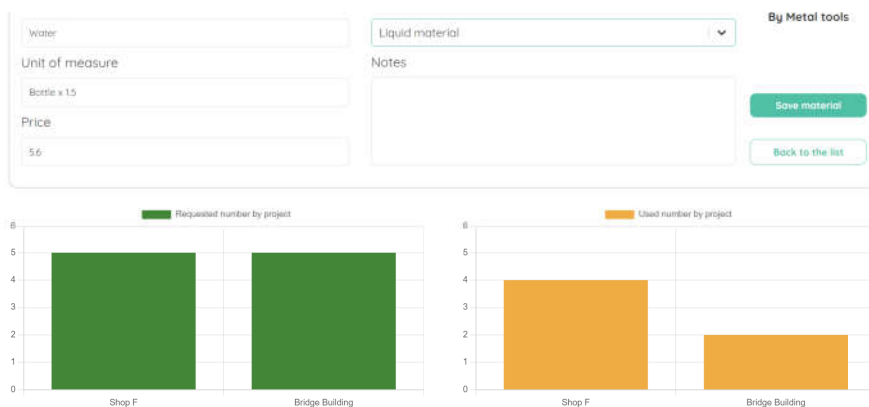 By Metal tools
Water
Liquid material
Unit of measure
Notes
Bottle x 1.5
Save material
Price
5.6
Back to the list
Requested number by project
6
5
4
3
2
1
0
Shop F
Bridge Building
Used number by project
6
5
4
3
2
1
0
Shop F
Bridge Building